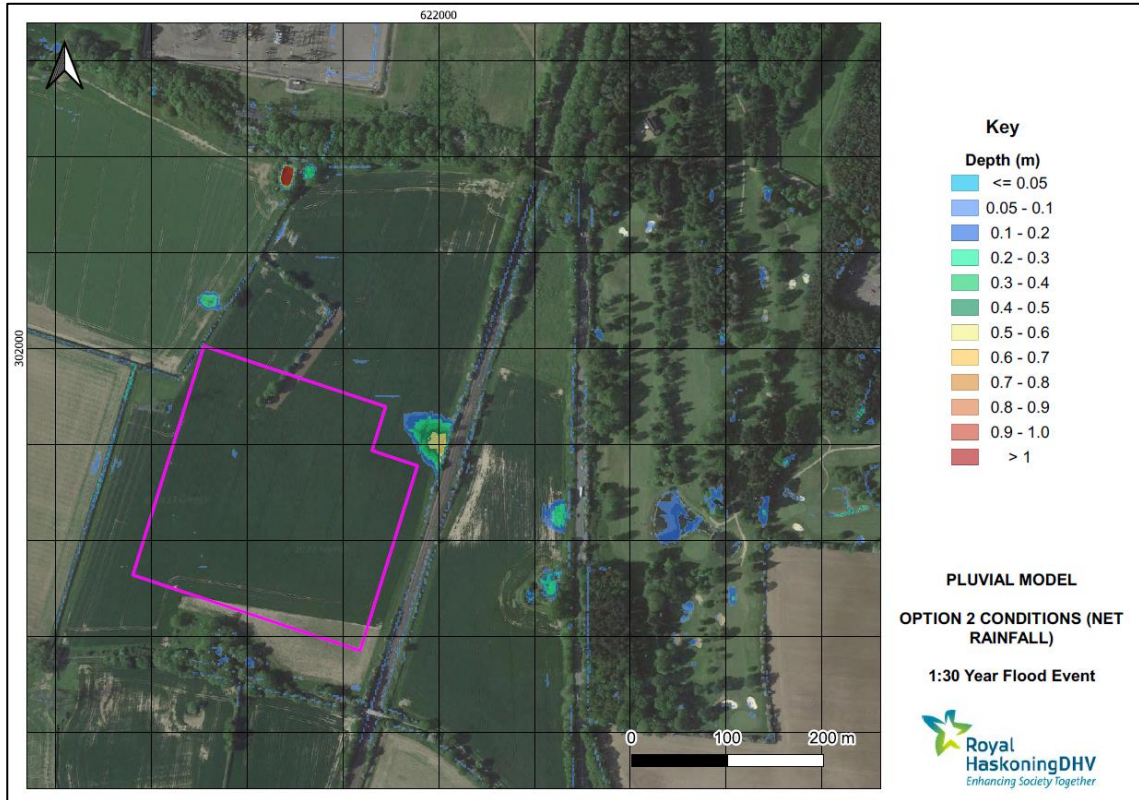 622000
302000
Key
Depth (m)
<= 0.05
0.05 - 0.1
0.1 - 0.2
0.2 - 0.3
0.3 - 0.4
0.4 - 0.5
0.5 - 0.6
0.6 - 0.7
0.7 - 0.8
0.8 - 0.9
0.9 - 1.0
> 1
PLUVIAL MODEL
OPTION 2 CONDITIONS (NET
RAINFALL)
1:30 Year Flood Event
0 100 200 m
Royal
HaskoningDHV
Enhancing Society Together